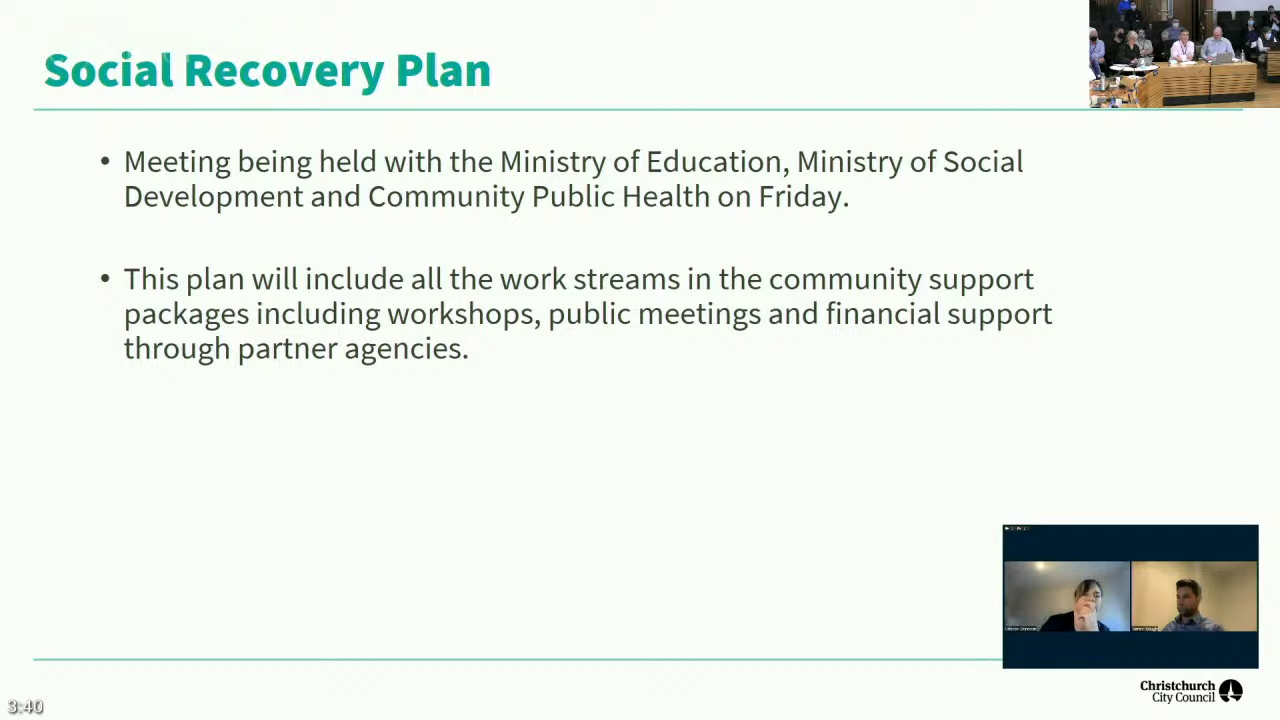 Social Recovery Plan
• Meeting being held with the Ministry of Education, Ministry of Social
Development and Community Public Health on Friday.
• This plan will include all the work streams in the community support
packages including workshops, public meetings and financial support
through partner agencies.
Christchurch
City Council
3:40